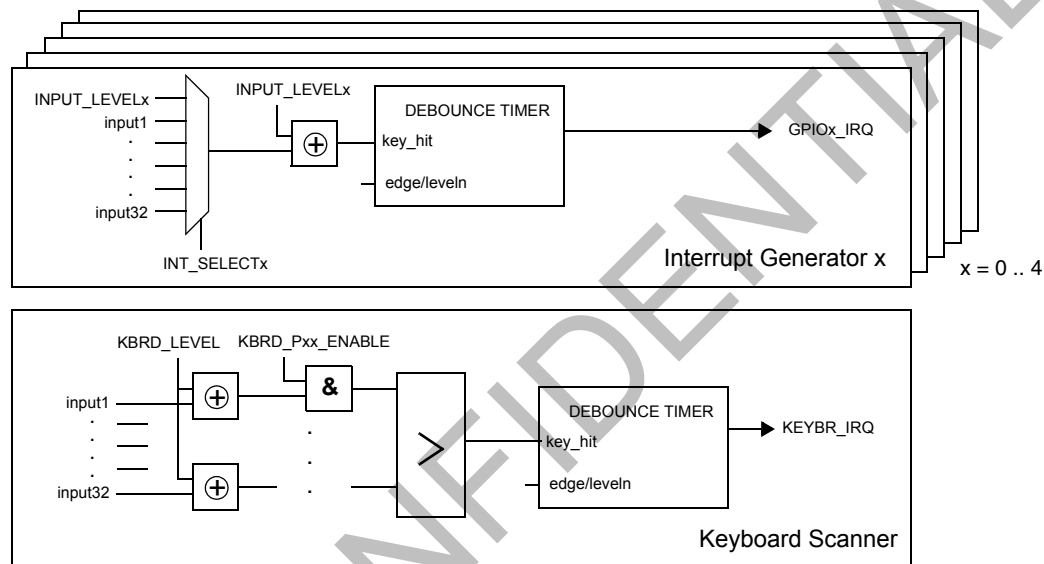 INPUT_LEVELx
input1
.
.
.
.
input32
INT_SELECTx
INPUT_LEVELx
DEBOUNCE TIMER
key_hit
edge/leveln
GPIOx_IRQ
Interrupt Generator x
x = 0 .. 4
KBRD_LEVEL KBRD_Pxx_ENABLE
&
input1
.
.
.
.
input32
.
.
.
>
DEBOUNCE TIMER
key_hit
edge/leveln
KEYBR_IRQ
Keyboard Scanner
NFIDENTIAL